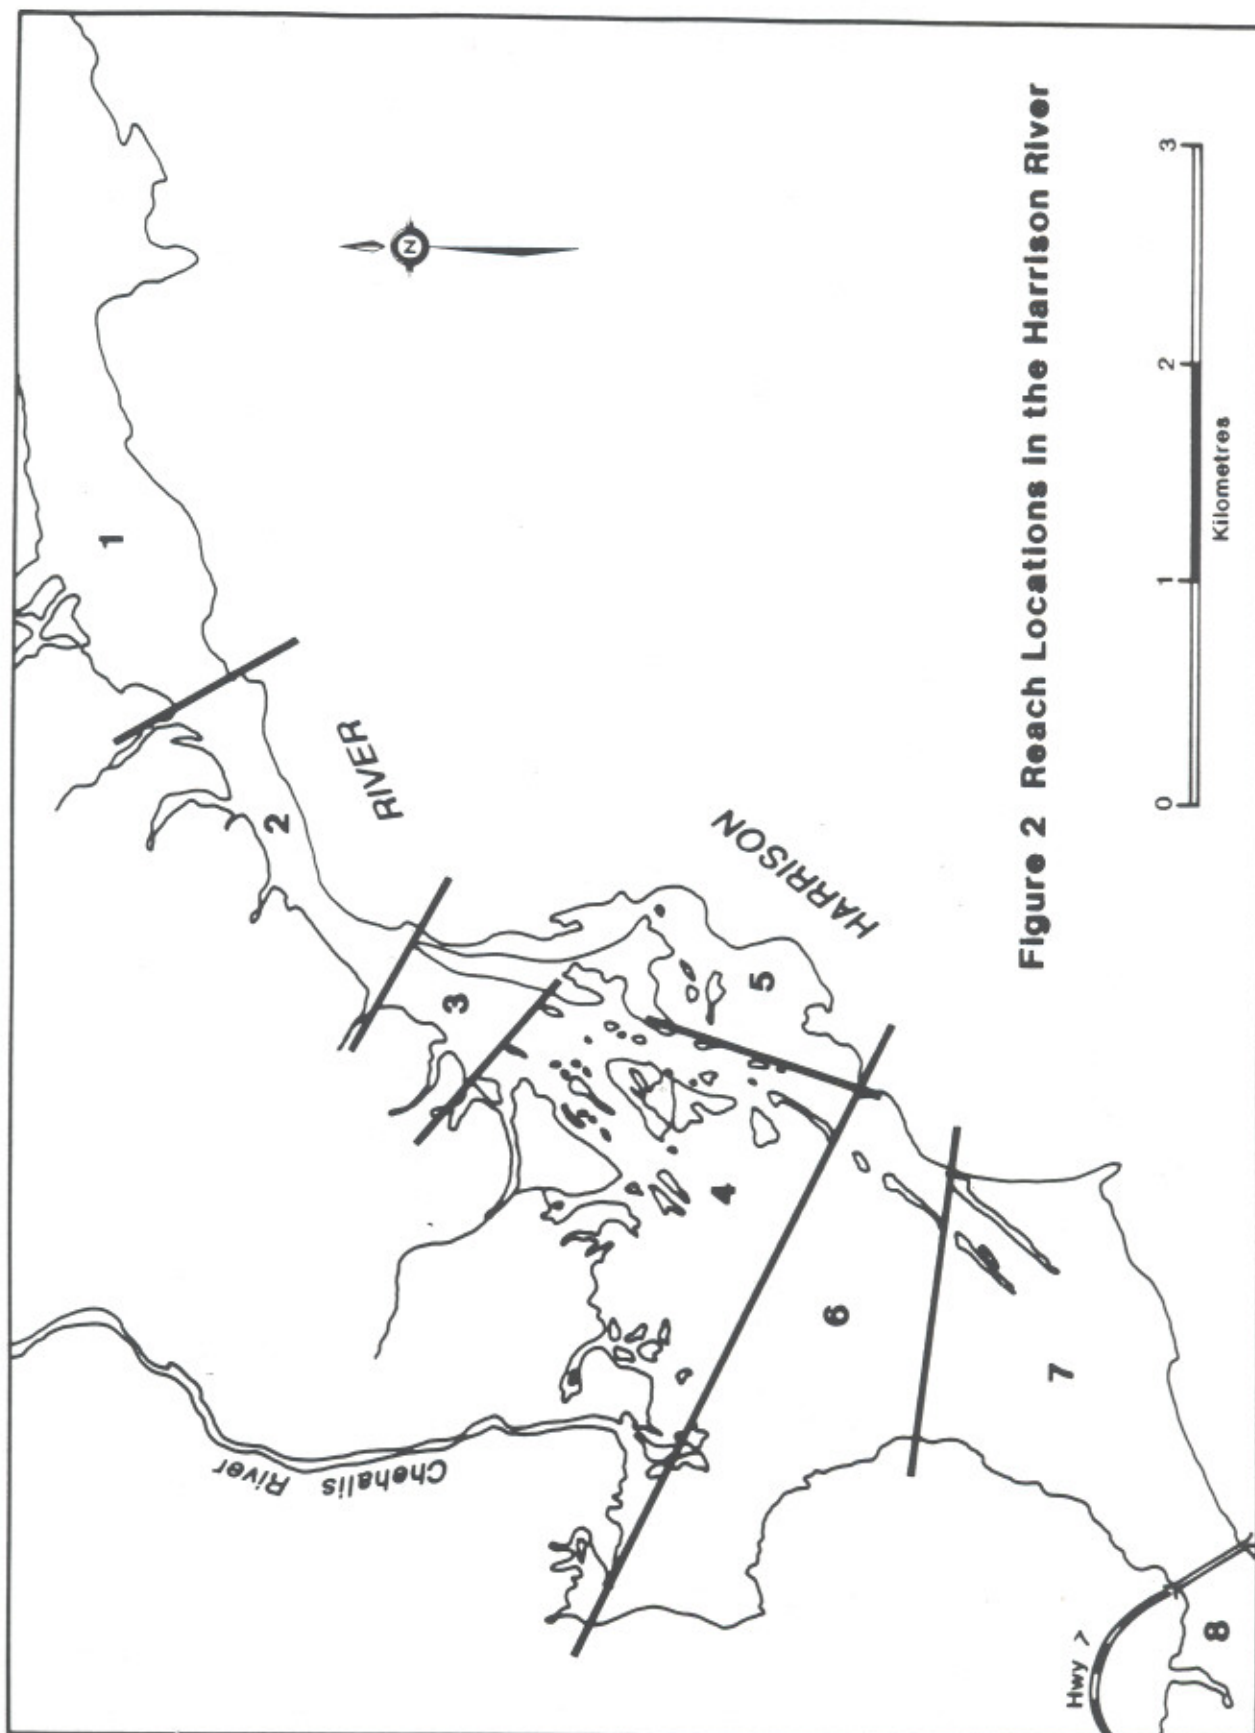 1
N
2
RIVER
3
HARRISON
5
4
6
7
Chehalis
River
8
Hwy >
0
1
2
3
Kilometres
Figure 2 Reach Locations in the Harrison River